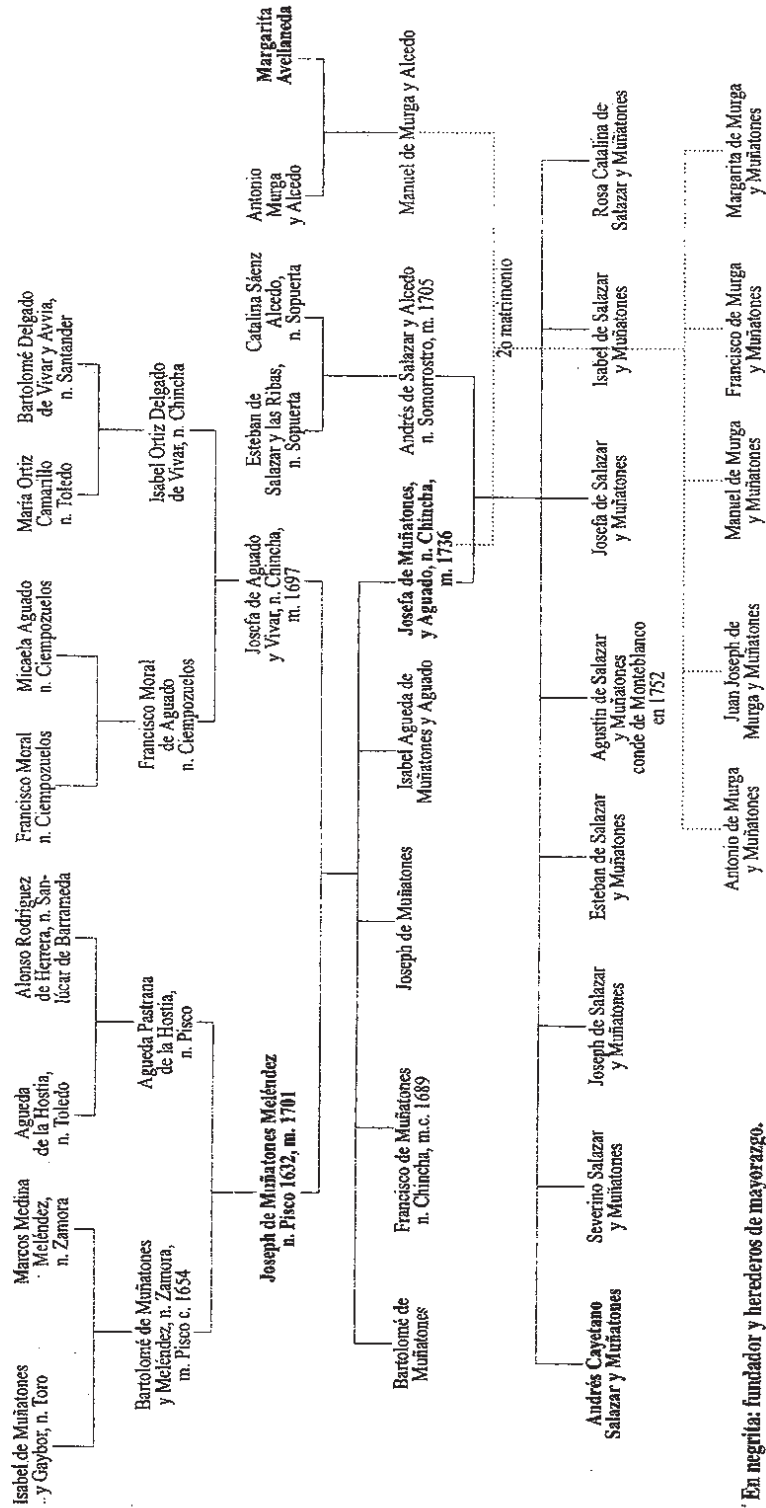 Isabel de Muñatones
y Gaybor, n. Toro
Marcos Medina
Meléndez,
n. Zamora
Agueda
de la Hostia,
n. Toledo
Alonso Rodríguez
de Herrera, n. San-
lúcar de Barrameda
Francisco Moral
n. Ciempozuelos
Micaela Aguado
n. Ciempozuelos
María Ortiz
Camarillo
n. Toledo
Bartolomé Delgado
de Vivar y Avvia,
n. Santander
Bartolomé de Muñatones
y Meléndez, n. Zamora,
m. Pisco c. 1654
Agueda Pastrana
de la Hostia,
n. Pisco
Francisco Moral
de Aguado
n. Ciempozuelos
Isabel Ortiz Delgado
de Vivar, n. Chincha
Joseph de Muñatones Meléndez
n. Pisco 1632, m. 1701
Josefa de Aguado
y Vivar, n. Chincha,
m. 1697
Esteban de
Salazar y las Ribas,
n. Sopuerta
Catalina Sáenz
Alcedo,
n. Sopuerta
Antonio
Murga
y Alcedo
Margarita
Avellaneda
Bartolomé de
Muñatones
Francisco de Muñatones
n. Chincha, m.c. 1689
Joseph de Muñatones
Isabel Agueda de
Muñatones y Aguado
Josefa de Muñatones,
y Aguado, n. Chincha,
m. 1736
Andrés de Salazar y Alcedo
n. Somorrostro, m. 1705
Manuel de Murga y Alcedo
2o matrimonio
Andrés Cayetano
Salazar y Muñatones
Severino Salazar
y Muñatones
Joseph de Salazar
y Muñatones
Esteban de Salazar
y Muñatones
Agustín de Salazar
y Muñatones
conde de Monteblanco
en 1752
Josefa de Salazar
y Muñatones
Isabel de Salazar
y Muñatones
Rosa Catalina de
Salazar y Muñatones
Antonio de Murga
y Muñatones
Juan Joseph de
Murga y Muñatones
Manuel de Murga
y Muñatones
Francisco de Murga
y Muñatones
Margarita de Murga
y Muñatones
' En negrita: fundador y herederos de mayorazgo.